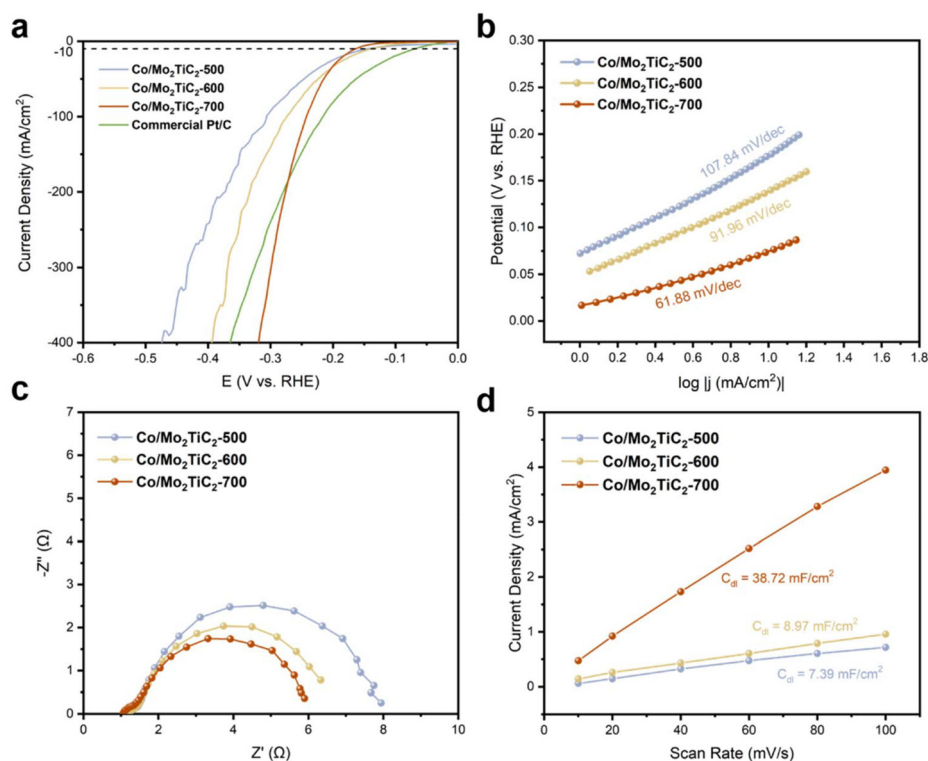 a
0
-10
-100
-200
-300
-400
Current Density (mA/cm²)
Co/Mo₂TiC₂-500
Co/Mo₂TiC₂-600
Co/Mo₂TiC₂-700
Commercial Pt/C
-0.6 -0.5 -0.4 -0.3 -0.2 -0.1 0.0
E (V vs. RHE)
b
0.30
0.25
0.20
0.15
0.10
0.05
0.00
Potential (V vs. RHE)
Co/Mo₂TiC₂-500
Co/Mo₂TiC₂-600
Co/Mo₂TiC₂-700
107.84 mV/dec
91.96 mV/dec
61.88 mV/dec
0.0 0.2 0.4 0.6 0.8 1.0 1.2 1.4 1.6 1.8
log |j (mA/cm²)|
c
7
6
5
4
3
2
1
0
-Z'' (Ω)
Co/Mo₂TiC₂-500
Co/Mo₂TiC₂-600
Co/Mo₂TiC₂-700
0 2 4 6 8 10
Z' (Ω)
d
5
4
3
2
1
0
Current Density (mA/cm²)
Co/Mo₂TiC₂-500
Co/Mo₂TiC₂-600
Co/Mo₂TiC₂-700
C_dl = 38.72 mF/cm²
C_dl = 8.97 mF/cm²
C_dl = 7.39 mF/cm²
0 20 40 60 80 100
Scan Rate (mV/s)